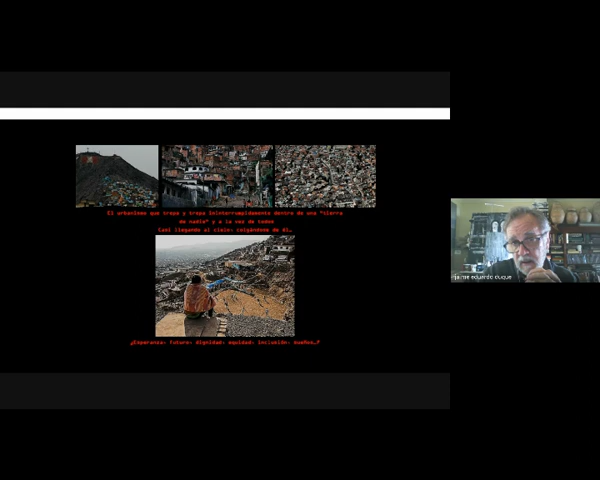 El urbanismo que trepa y trepa ininterrumpidamente dentro de una "tierra
de nadie" y a la vez de todos
Casi llegando al cielo: colgándose de él…
¿Esperanza: futuro: dignidad: equidad: inclusión: sueños…?
jaime eduardo duque